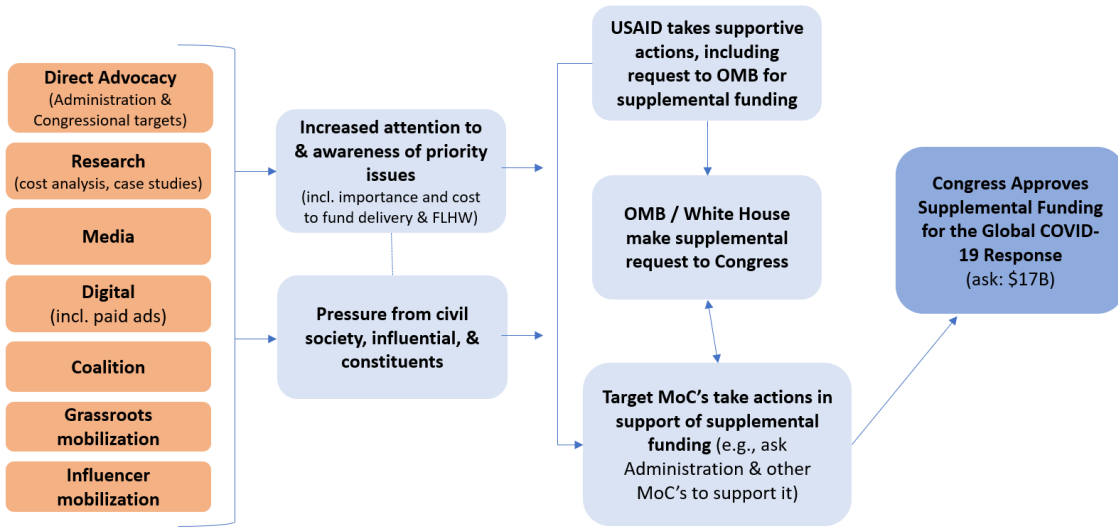 Direct Advocacy
(Administration &
Congressional targets)
Research
(cost analysis, case studies)
Media
Digital
(incl. paid ads)
Coalition
Grassroots
mobilization
Influencer
mobilization
Increased attention to
& awareness of priority
issues
(incl. importance and cost
to fund delivery & FLHW)
Pressure from civil
society, influential, &
constituents
USAID takes supportive
actions, including
request to OMB for
supplemental funding
OMB / White House
make supplemental
request to Congress
Target MoC's take actions in
support of supplemental
funding (e.g., ask
Administration & other
MoC's to support it)
Congress Approves
Supplemental Funding
for the Global COVID-
19 Response
(ask: $17B)